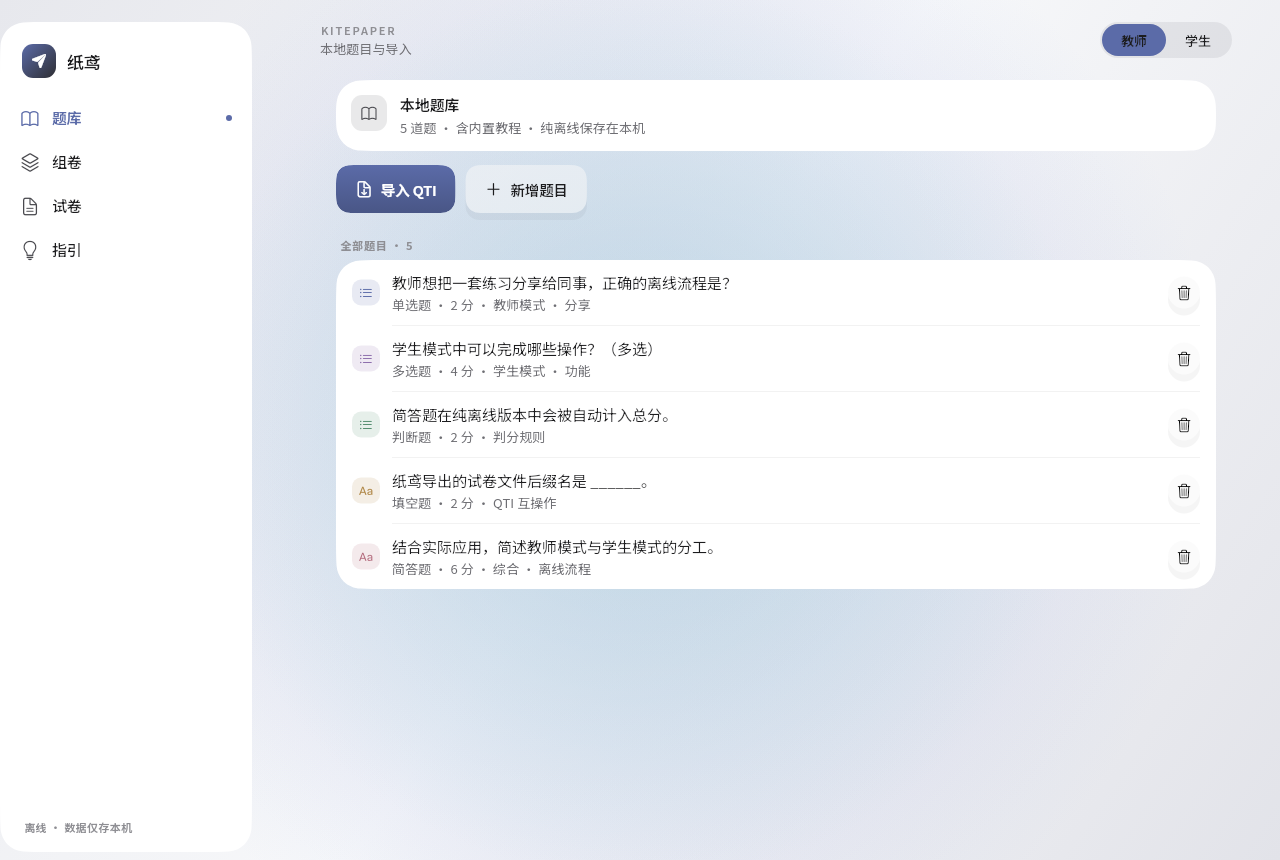 纸鸢
题库
组卷
试卷
指引
离线 • 数据仅存本机
KITEPAPER
本地题目与导入
教师
学生
本地题库
5 道题 • 含内置教程 • 纯离线保存在本机
导入 QTI
新增题目
全部题目 • 5
教师想把一套练习分享给同事，正确的离线流程是？
单选题 • 2 分 • 教师模式 • 分享
学生模式中可以完成哪些操作？（多选）
多选题 • 4 分 • 学生模式 • 功能
简答题在纯离线版本中会被自动计入总分。
判断题 • 2 分 • 判分规则
Aa
纸鸢导出的试卷文件后缀名是 ______。
填空题 • 2 分 • QTI 互操作
Aa
结合实际应用，简述教师模式与学生模式的分工。
简答题 • 6 分 • 综合 • 离线流程